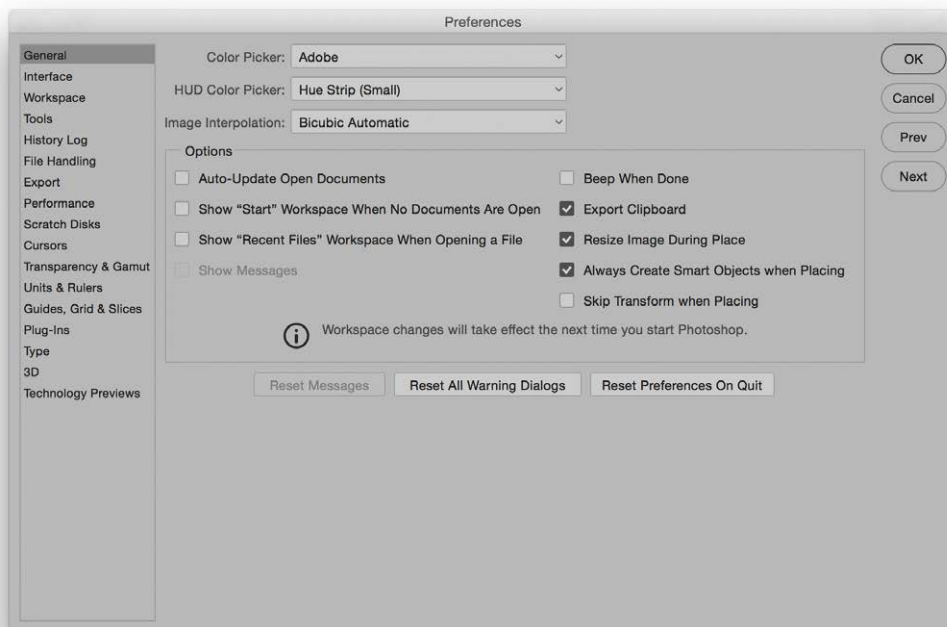 Preferences
General
Interface
Workspace
Tools
History Log
File Handling
Export
Performance
Scratch Disks
Cursors
Transparency & Gamut
Units & Rulers
Guides, Grid & Slices
Plug-Ins
Type
3D
Technology Previews
Color Picker: Adobe
HUD Color Picker: Hue Strip (Small)
Image Interpolation: Bicubic Automatic
Options
Auto-Update Open Documents
Show “Start” Workspace When No Documents Are Open
Show “Recent Files” Workspace When Opening a File
Show Messages
Beep When Done
Export Clipboard
Resize Image During Place
Always Create Smart Objects when Placing
Skip Transform when Placing
Workspace changes will take effect the next time you start Photoshop.
Reset Messages
Reset All Warning Dialogs
Reset Preferences On Quit
OK
Cancel
Prev
Next